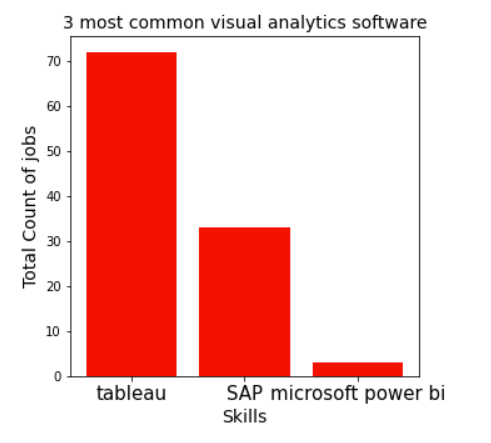 3 most common visual analytics software
Total Count of jobs
70
60
50
40
30
20
10
0
tableau SAP microsoft power bi
Skills